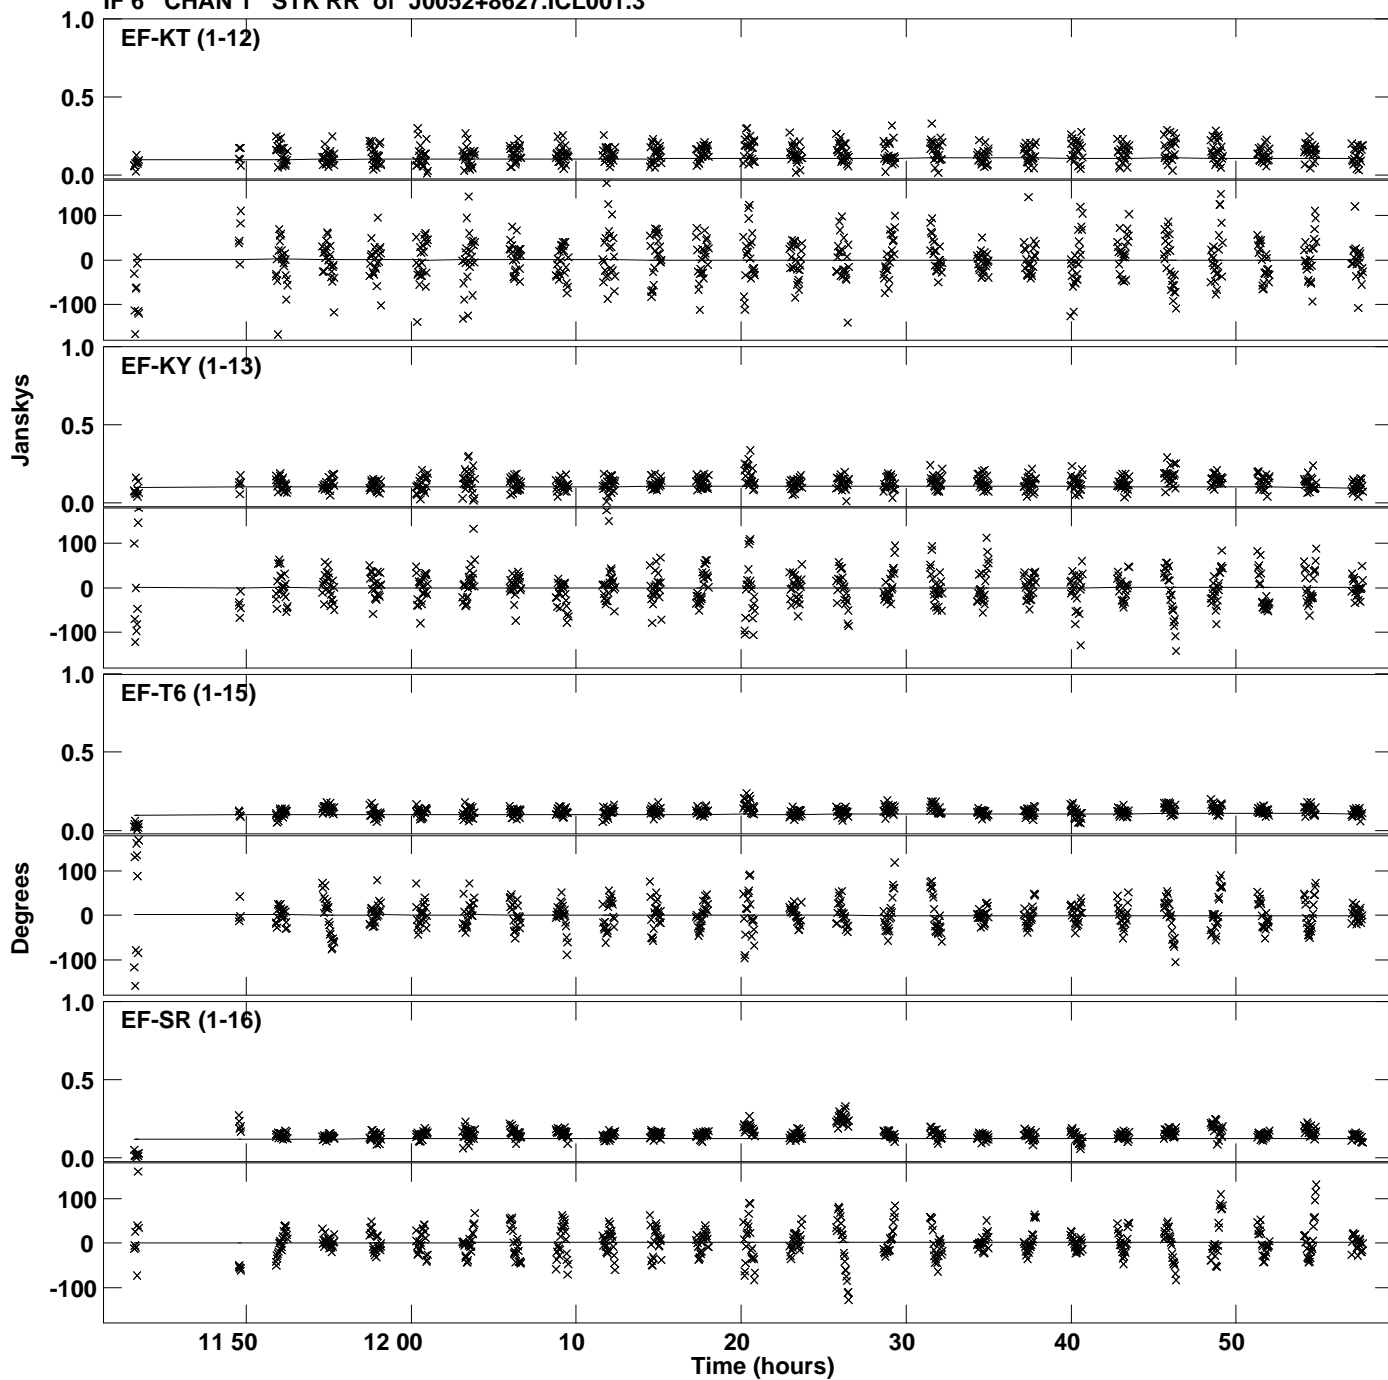 IF 6 CHAN 1 STK RR of J0052+8627.ICL001.3
1.0
EF-KT (1-12)
0.5
0.0
100
0
-100
1.0
EF-KY (1-13)
Janskys
0.5
0.0
100
0
-100
1.0
EF-T6 (1-15)
0.5
0.0
100
Degrees
0
-100
1.0
EF-SR (1-16)
0.5
0.0
100
0
-100
11 50 12 00 10 20 30 40 50
Time (hours)